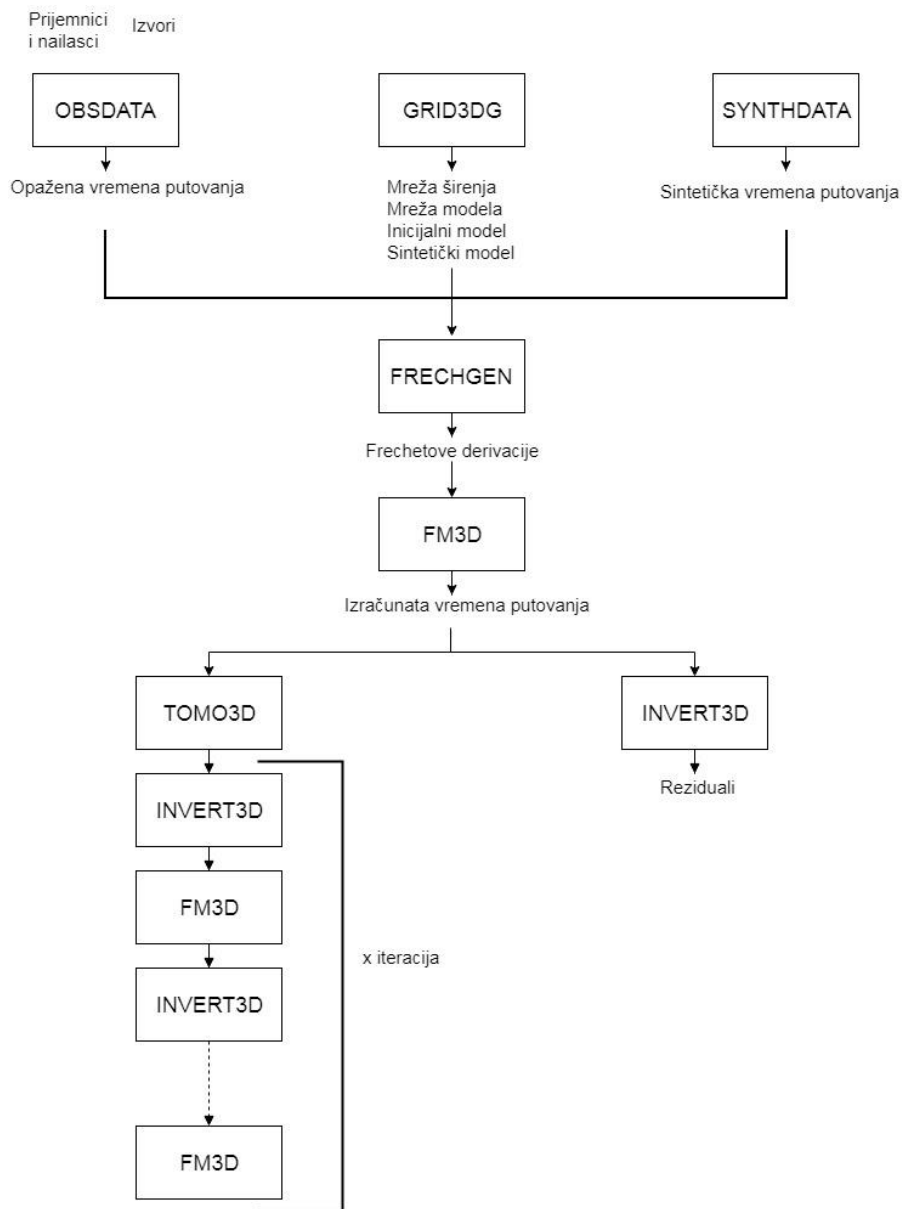 Prijemnici
i nailasci
Izvori
OBSDATA
GRID3DG
SYNTHDATA
Opažena vremena putovanja
Mreža širenja
Mreža modela
Inicijalni model
Sintetički model
Sintetička vremena putovanja
FRECHGEN
Frechetove derivacije
FM3D
Izračunata vremena putovanja
TOMO3D
INVERT3D
Reziduali
INVERT3D
FM3D
x iteracija
INVERT3D
FM3D